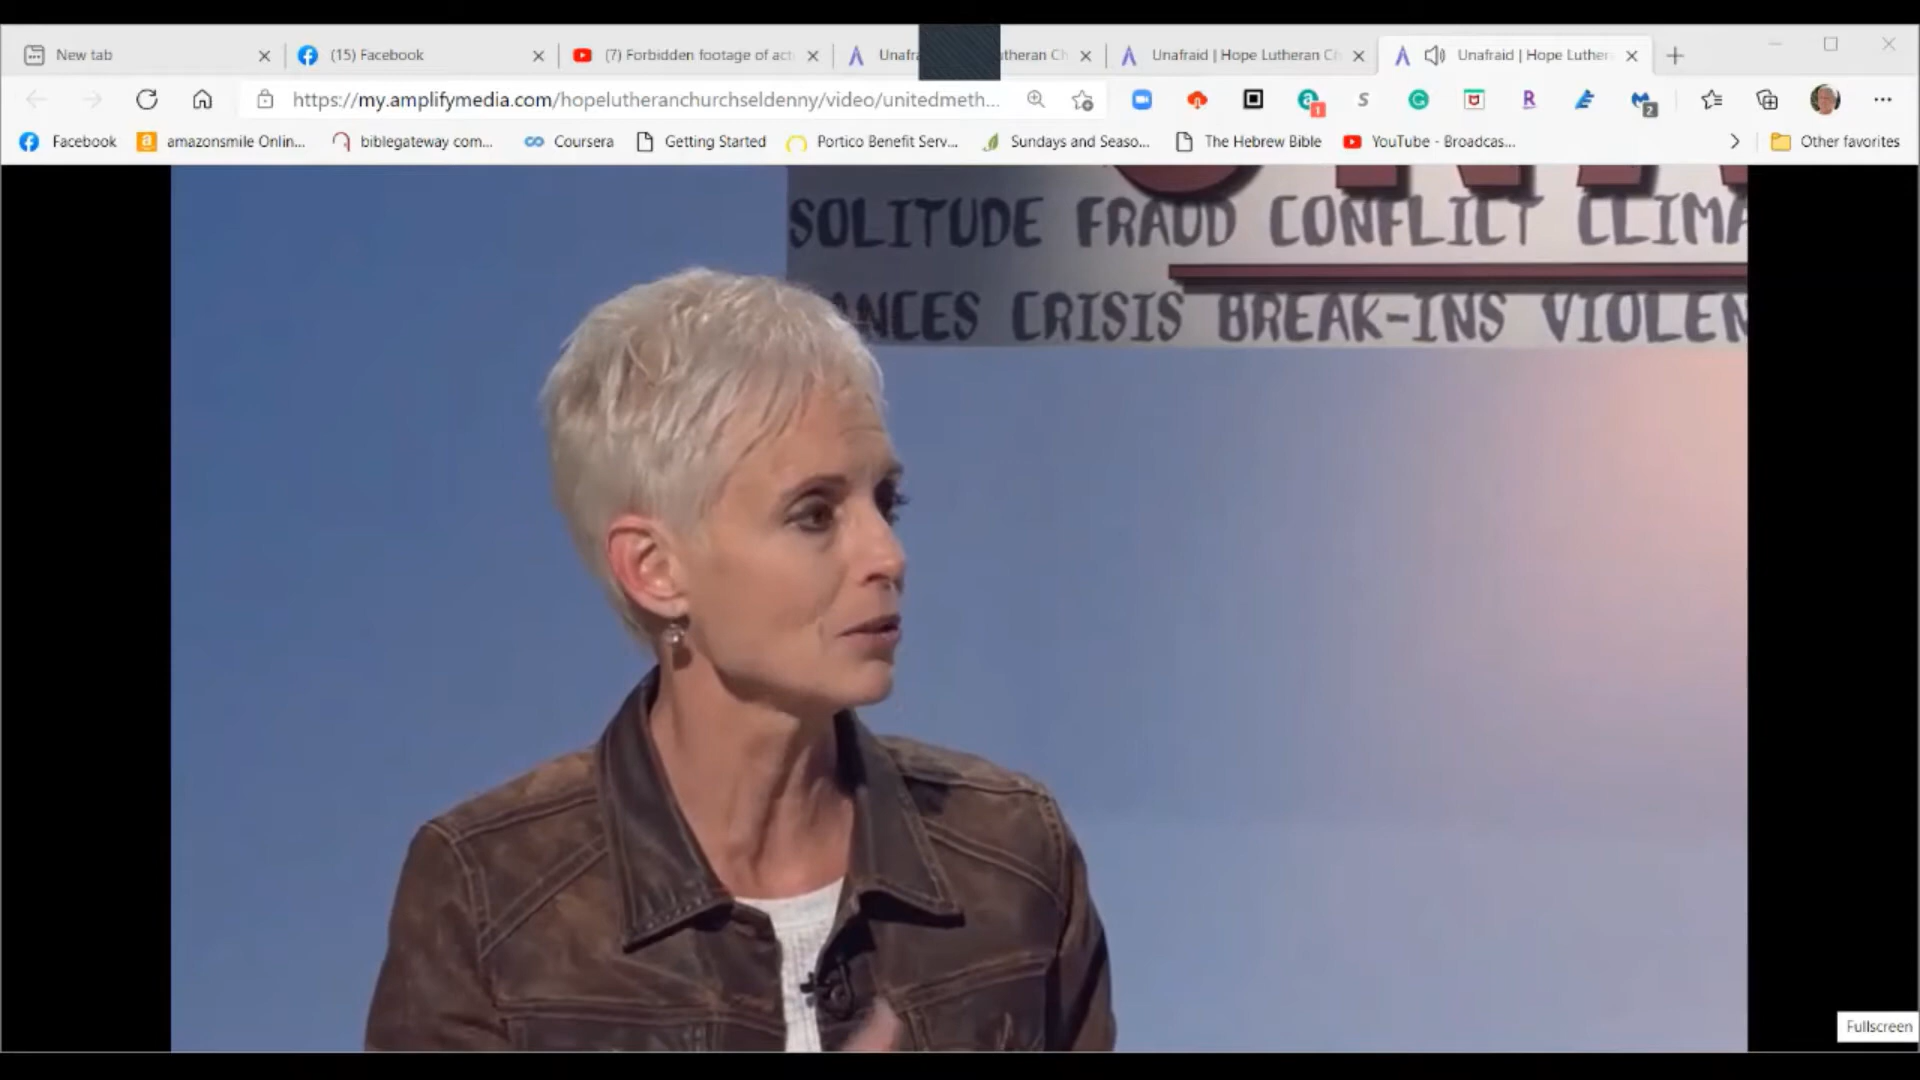 New tab
(15) Facebook
(7) Forbidden footage of act
Unafra
theran Ch
Unafraid | Hope Lutheran Ch
Unafraid | Hope Luther
https://my.amplifymedia.com/hopelutheranchurchseldenny/video/unitedmeth...
1
S
R
2
Facebook
amazonsmile Onlin...
biblegateway com...
Coursera
Getting Started
Portico Benefit Serv...
Sundays and Seaso...
The Hebrew Bible
YouTube - Broadcas...
Other favorites
SOLITUDE FRAUD CONFLICT CLIMA
ANCES CRISIS BREAK-INS VIOLEN
Fullscreen